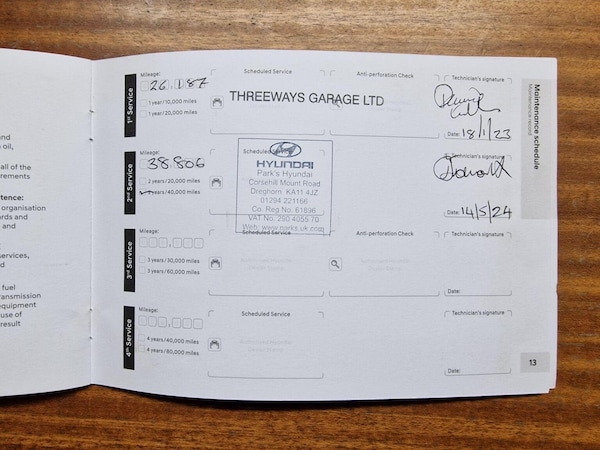 nd
oil,
all of the
rements
tence:
organisation
rds and
and
ervices,
d
fuel
ransmission
equipment
use of
result
Maintenance schedule
Maintenance record
1st Service
Mileage:
26,187
1 year/10,000 miles
1 year/20,000 miles
Scheduled Service
Anti-perforation Check
THREEWAYS GARAGE LTD
Technician's signature
Date: 18/1/23
2nd Service
Mileage:
38.806
2 years/20,000 miles
years/40,000 miles
Scheduled Service
HYUNDAI
Park's Hyundai
Corsehill Mount Road
Dreghorn KA11 4JZ
01294 221166
Co. Reg No. 61896
VAT No. 260 4055 70
Web. www.parks.uk.com
Technician's signature
Date: 14/5/24
3rd Service
Mileage:
3 years/30,000 miles
3 years/60,000 miles
Scheduled Service
Anti-perforation Check
Technician's signature
Date:
4th Service
Mileage:
4 years/40,000 miles
4 years/80,000 miles
Scheduled Service
Technician's signature
Date:
13